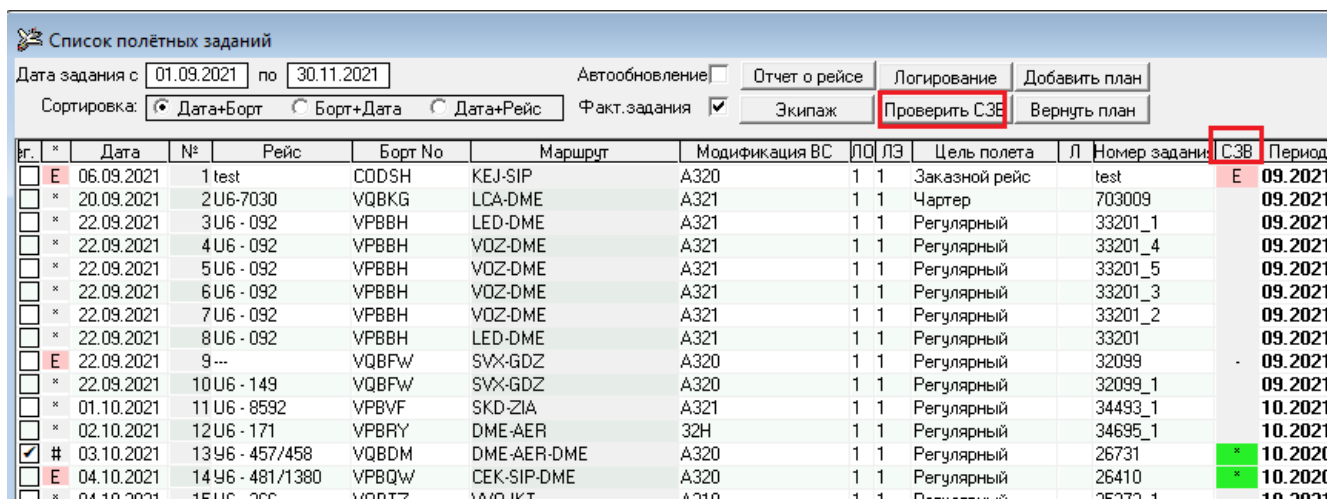 Список полётных заданий
Дата задания с 01.09.2021 по 30.11.2021 Автообновление Отчет о рейсе Логирование Добавить план
Сортировка: Дата+Борт Борт+Дата Дата+Рейс Факт.задания Экипаж Проверить СЗВ Вернуть план
ег. * Дата № Рейс Борт No Маршрут Модификация ВС ЛО ЛЭ Цель полета Л Номер задания СЗВ Период
E 06.09.2021 1 test CODSH KEJ-SIP A320 1 1 Заказной рейс test E 09.2021
* 20.09.2021 2 U6-7030 VQBKG LCA-DME A321 1 1 Чартер 703009 09.2021
* 22.09.2021 3 U6 - 092 VPBBH LED-DME A321 1 1 Регулярный 33201_1 09.2021
* 22.09.2021 4 U6 - 092 VPBBH VOZ-DME A321 1 1 Регулярный 33201_4 09.2021
* 22.09.2021 5 U6 - 092 VPBBH VOZ-DME A321 1 1 Регулярный 33201_5 09.2021
* 22.09.2021 6 U6 - 092 VPBBH VOZ-DME A321 1 1 Регулярный 33201_3 09.2021
* 22.09.2021 7 U6 - 092 VPBBH VOZ-DME A321 1 1 Регулярный 33201_2 09.2021
* 22.09.2021 8 U6 - 092 VPBBH LED-DME A321 1 1 Регулярный 33201 09.2021
E 22.09.2021 9 --- VQBFW SVX-GDZ A320 1 1 Регулярный 32099 - 09.2021
* 22.09.2021 10 U6 - 149 VQBFW SVX-GDZ A320 1 1 Регулярный 32099_1 09.2021
* 01.10.2021 11 U6 - 8592 VPBVF SKD-ZIA A321 1 1 Регулярный 34493_1 10.2021
* 02.10.2021 12 U6 - 171 VPBRY DME-AER 32H 1 1 Регулярный 34695_1 10.2021
# 03.10.2021 13 Ч6 - 457/458 VQBDM DME-AER-DME A320 1 1 Регулярный 26731 * 10.2020
E 04.10.2021 14 Ч6 - 481/1380 VPBQW CEK-SIP-DME A320 1 1 Регулярный 26410 * 10.2020